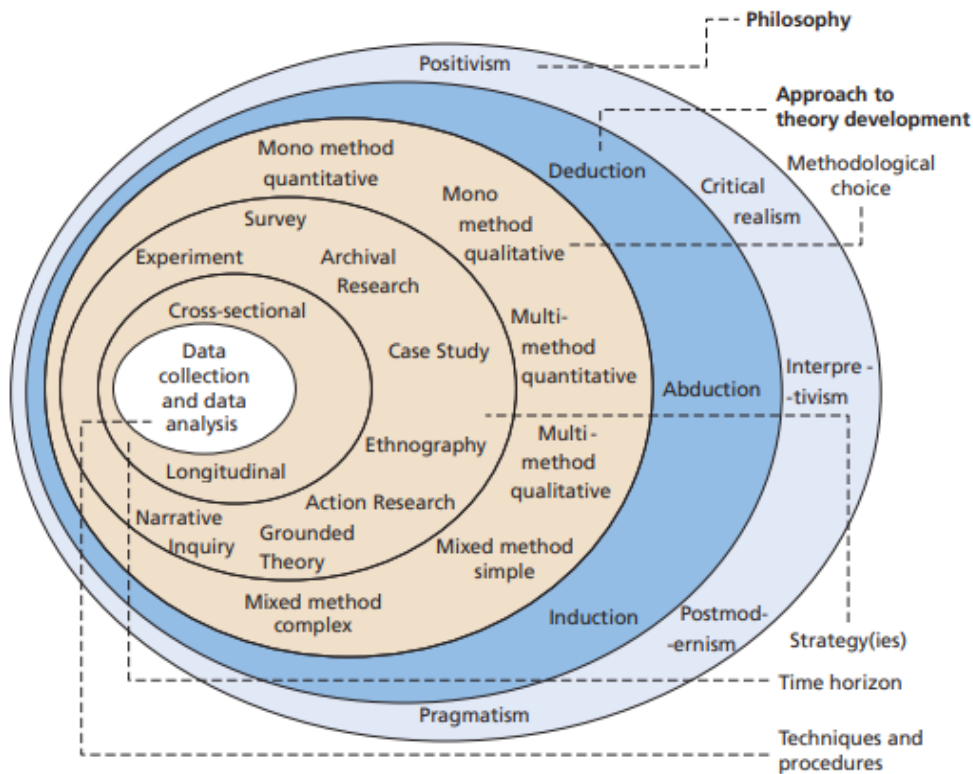 Philosophy
Positivism
Approach to
theory development
Deduction
Critical
realism
Methodological
choice
Mono method
quantitative
Mono
method
qualitative
Survey
Experiment
Archival
Research
Cross-sectional
Multi-
method
quantitative
Case Study
Data
collection
and data
analysis
Abduction
Interpre -
-tivism
Ethnography
Multi-
method
qualitative
Longitudinal
Action Research
Narrative
Inquiry
Grounded
Theory
Mixed method
simple
Mixed method
complex
Induction
Postmod-
-ernism
Strategy(ies)
Time horizon
Pragmatism
Techniques and
procedures